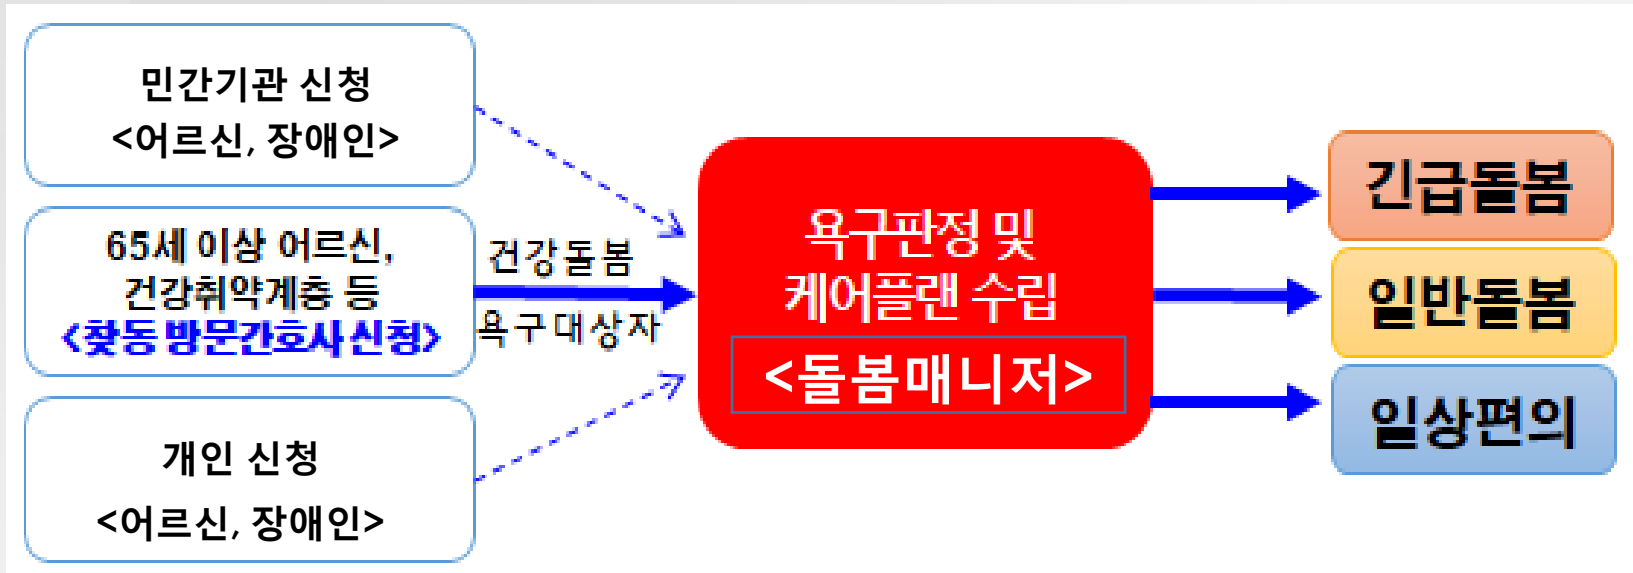 민간기관 신청
<어르신, 장애인>
65세 이상 어르신,
건강취약계층 등
<찾동 방문간호사 신청>
개인 신청
<어르신, 장애인>
건강돌봄
욕구대상자
욕구판정 및
케어플랜 수립
<돌봄매니저>
긴급돌봄
일반돌봄
일상편의